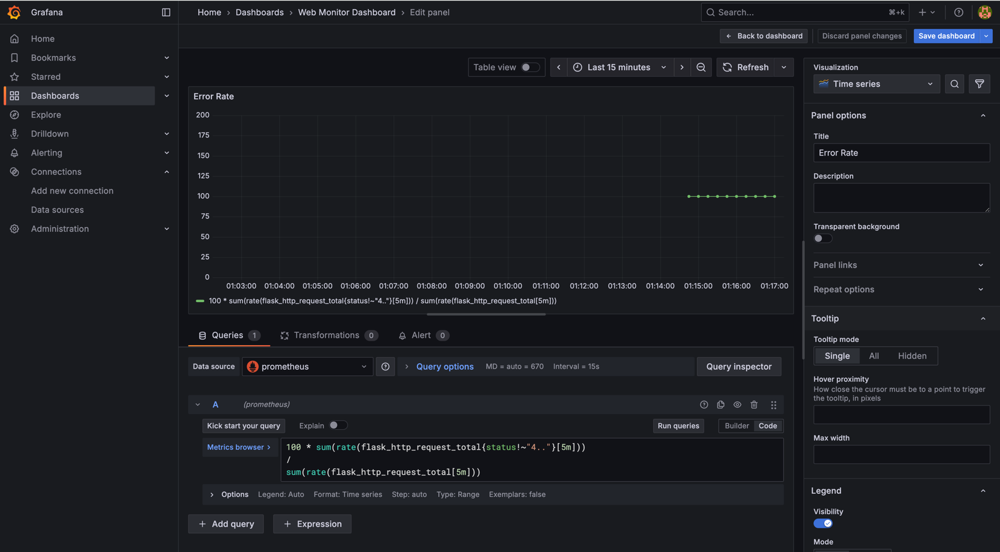 Grafana
Home › Dashboards › Web Monitor Dashboard › Edit panel
Search...
⌘+k
Home
Bookmarks
Starred
Dashboards
Explore
Drilldown
Alerting
Connections
Add new connection
Data sources
Administration
Back to dashboard
Discard panel changes
Save dashboard
Table view
Last 15 minutes
Refresh
Error Rate
200
175
150
125
100
75
50
25
0
01:03:00 01:04:00 01:05:00 01:06:00 01:07:00 01:08:00 01:09:00 01:10:00 01:11:00 01:12:00 01:13:00 01:14:00 01:15:00 01:16:00 01:17:00
100 * sum(rate(flask_http_request_total{status!~"4.."}[5m])) / sum(rate(flask_http_request_total[5m]))
Queries 1
Transformations 0
Alert 0
Data source
prometheus
Query options
MD = auto = 670
Interval = 15s
Query inspector
A
(prometheus)
Kick start your query
Explain
Run queries
Builder
Code
Metrics browser ›
100 * sum(rate(flask_http_request_total{status!~"4.."}[5m]))
/
sum(rate(flask_http_request_total[5m]))
Options
Legend: Auto
Format: Time series
Step: auto
Type: Range
Exemplars: false
+ Add query
+ Expression
Visualization
Time series
Panel options
Title
Error Rate
Description
Transparent background
Panel links
Repeat options
Tooltip
Tooltip mode
Single
All
Hidden
Hover proximity
How close the cursor must be to a point to trigger
the tooltip, in pixels
Max width
Legend
Visibility
Mode